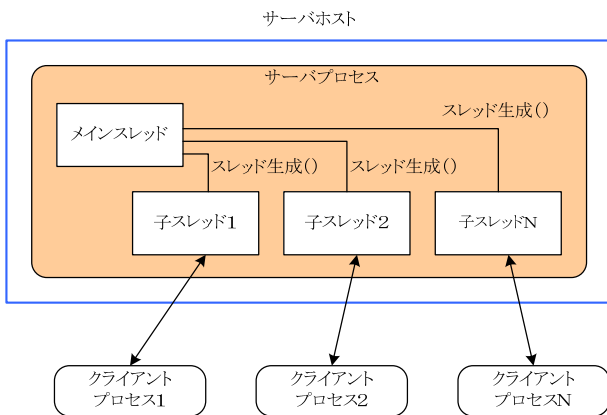 サーバホスト
サーバプロセス
スレッド生成()
メインスレッド
スレッド生成()
スレッド生成()
子スレッド1
子スレッド2
子スレッドN
クライアント
プロセス1
クライアント
プロセス2
クライアント
プロセスN